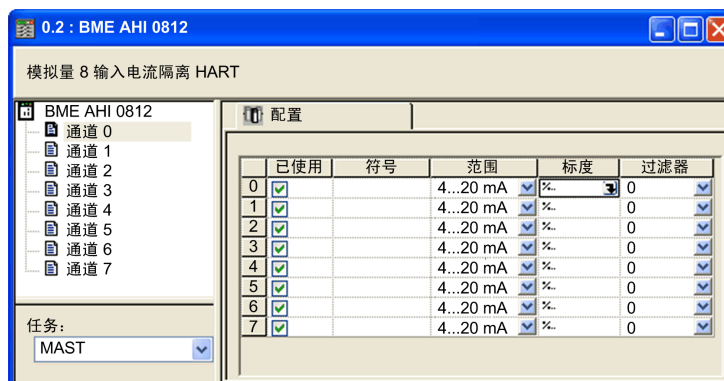 0.2 : BME AHI 0812
模拟量 8 输入电流隔离 HART
BME AHI 0812
通道 0
通道 1
通道 2
通道 3
通道 4
通道 5
通道 6
通道 7
任务:
MAST
配置
已使用 符号 范围 标度 过滤器
0 4...20 mA %.. 0
1 4...20 mA %.. 0
2 4...20 mA %.. 0
3 4...20 mA %.. 0
4 4...20 mA %.. 0
5 4...20 mA %.. 0
6 4...20 mA %.. 0
7 4...20 mA %.. 0